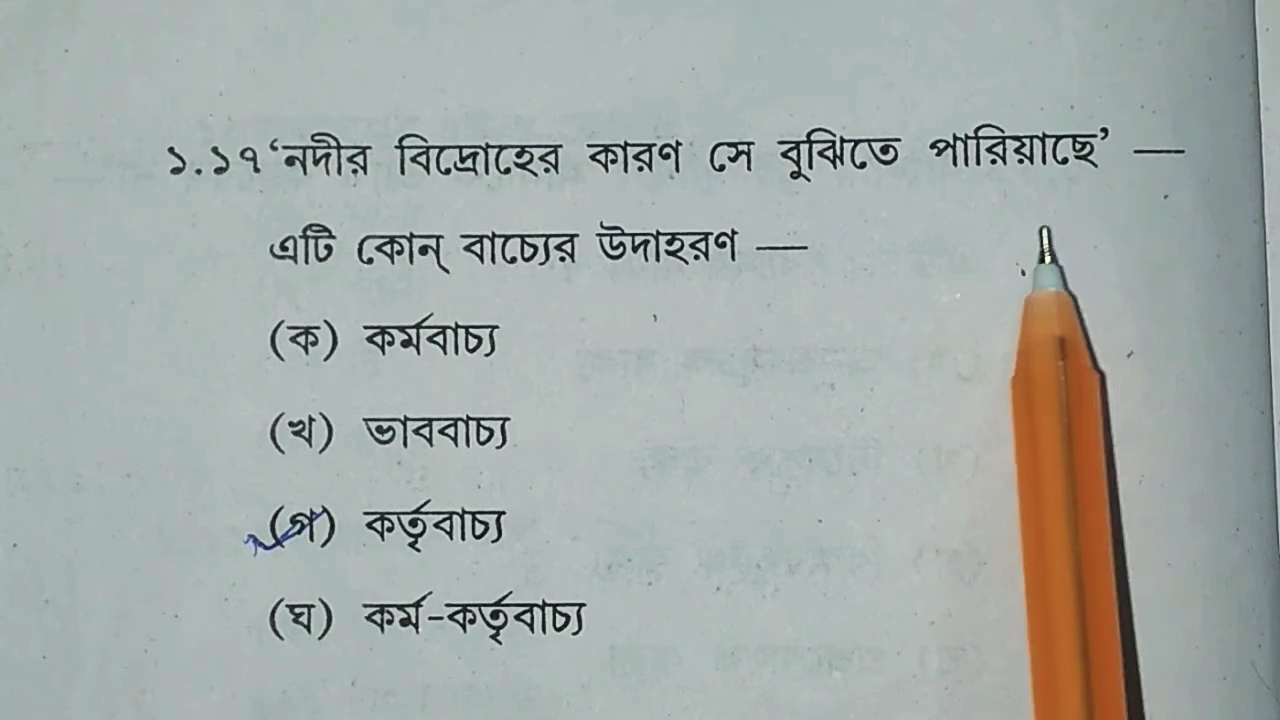 ১.১৭ ‘নদীর বিদ্রোহের কারণ সে বুঝিতে পারিয়াছে’ —
এটি কোন্ বাচ্যের উদাহরণ —
(ক) কর্মবাচ্য
(খ) ভাববাচ্য
(গ) কর্তৃবাচ্য
(ঘ) কর্ম-কর্তৃবাচ্য